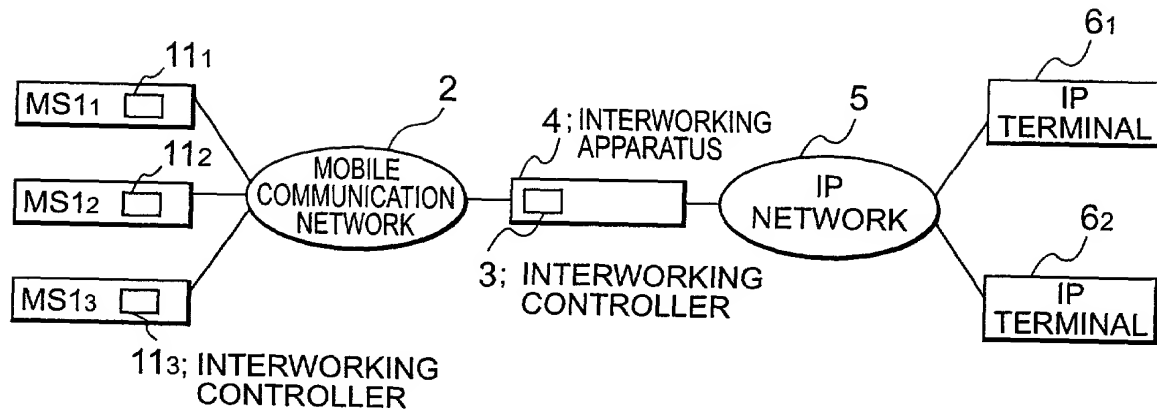 11₁
MS1₁
11₂
MS1₂
MS1₃
11₃; INTERWORKING
CONTROLLER
2
MOBILE
COMMUNICATION
NETWORK
4; INTERWORKING
APPARATUS
3; INTERWORKING
CONTROLLER
5
IP
NETWORK
6₁
IP
TERMINAL
6₂
IP
TERMINAL